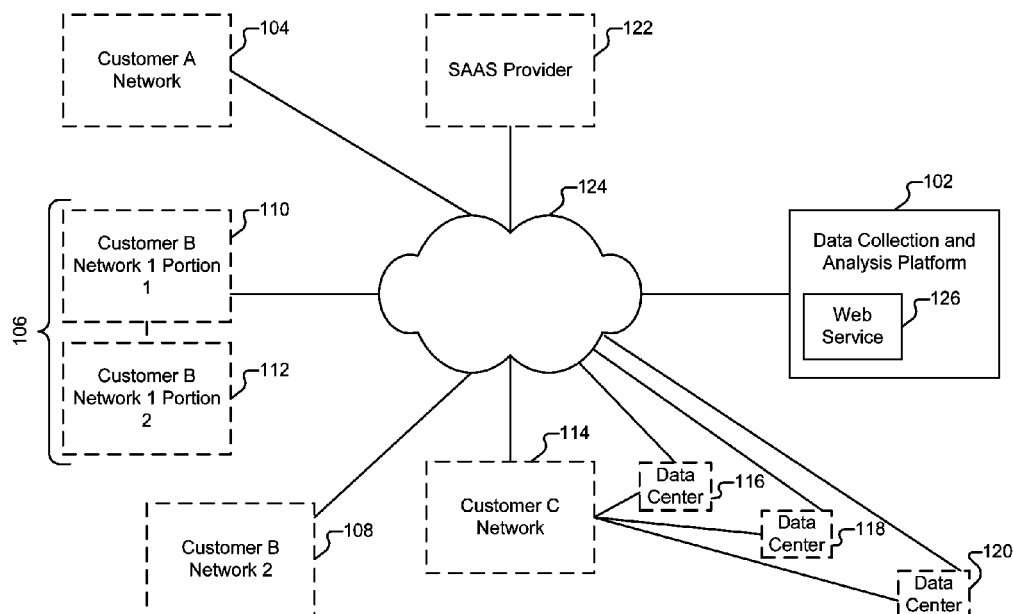 104
Customer A
Network
122
SAAS Provider
124
102
Data Collection and
Analysis Platform
126
Web
Service
110
Customer B
Network 1 Portion
1
106
112
Customer B
Network 1 Portion
2
114
Customer C
Network
Data
Center
116
Data
Center
118
Data
Center
120
Customer B
Network 2
108